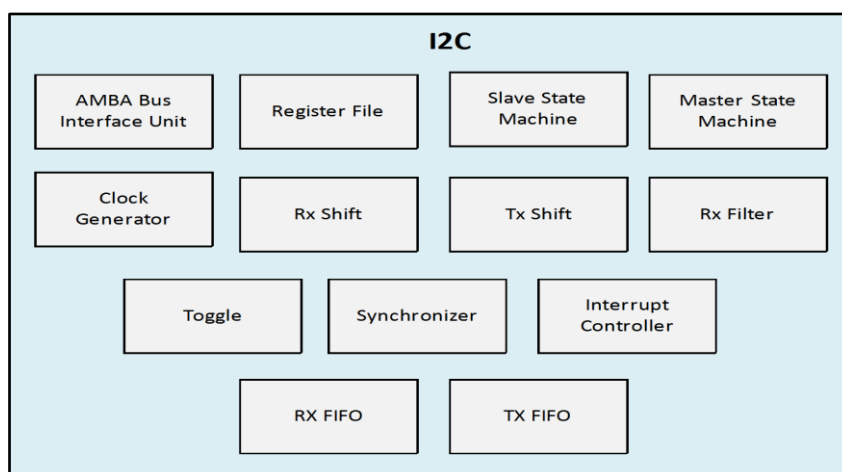 I2C
AMBA Bus
Interface Unit
Register File
Slave State
Machine
Master State
Machine
Clock
Generator
Rx Shift
Tx Shift
Rx Filter
Toggle
Synchronizer
Interrupt
Controller
RX FIFO
TX FIFO